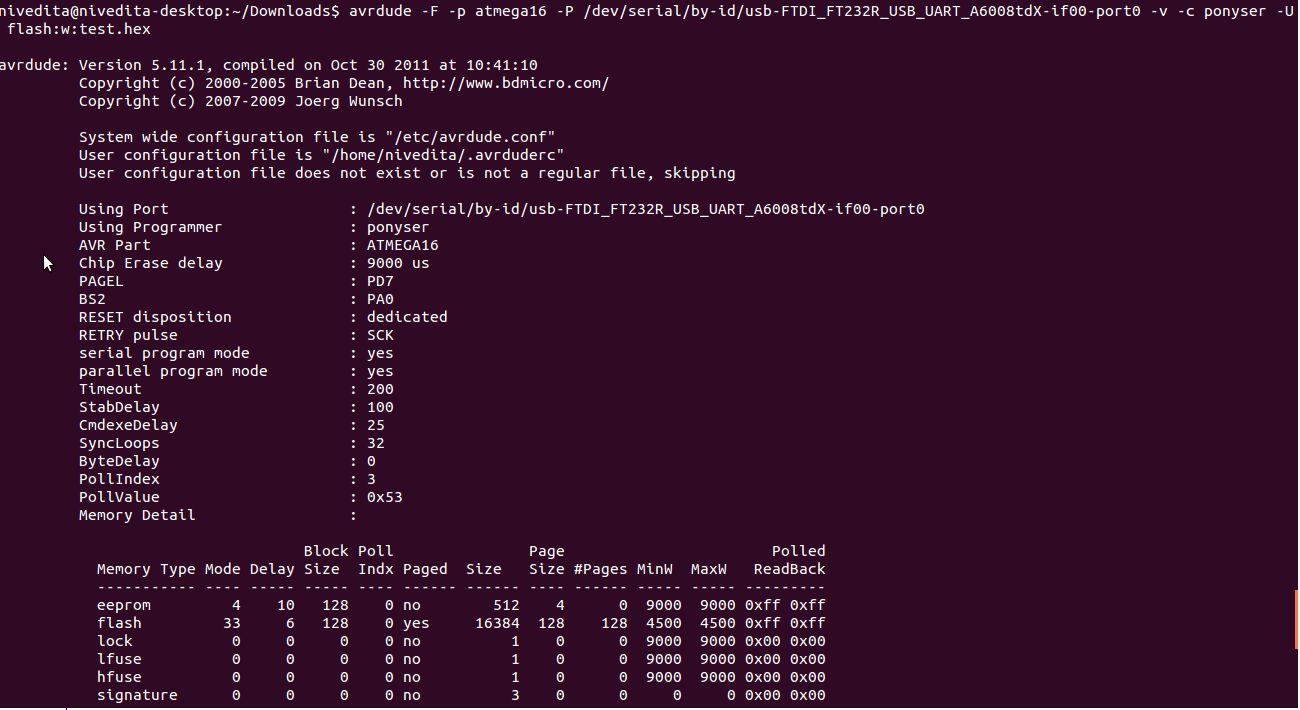 nivedita@nivedita-desktop:~/Downloads$ avrdude -F -p atmega16 -P /dev/serial/by-id/usb-FTDI_FT232R_USB_UART_A6008tdX-if00-port0 -v -c ponyser -U
flash:w:test.hex
avrdude: Version 5.11.1, compiled on Oct 30 2011 at 10:41:10
Copyright (c) 2000-2005 Brian Dean, http://www.bdmicro.com/
Copyright (c) 2007-2009 Joerg Wunsch
System wide configuration file is "/etc/avrdude.conf"
User configuration file is "/home/nivedita/.avrduderc"
User configuration file does not exist or is not a regular file, skipping
Using Port                    : /dev/serial/by-id/usb-FTDI_FT232R_USB_UART_A6008tdX-if00-port0
Using Programmer              : ponyser
AVR Part                      : ATMEGA16
Chip Erase delay              : 9000 us
PAGEL                         : PD7
BS2                           : PA0
RESET disposition             : dedicated
RETRY pulse                   : SCK
serial program mode           : yes
parallel program mode         : yes
Timeout                       : 200
StabDelay                     : 100
CmdexeDelay                   : 25
SyncLoops                     : 32
ByteDelay                     : 0
PollIndex                     : 3
PollValue                     : 0x53
Memory Detail                 :
Block Poll               Page                       Polled
Memory Type Mode Delay Size  Indx Paged  Size   Size #Pages MinW  MaxW   ReadBack
----------- ---- ----- ----- ---- ------ ------ ---- ------ ----- ----- ---------
eeprom         4    10   128    0 no        512    4      0  9000  9000 0xff 0xff
flash         33     6   128    0 yes     16384  128    128  4500  4500 0xff 0xff
lock           0     0     0    0 no          1    0      0  9000  9000 0x00 0x00
lfuse          0     0     0    0 no          1    0      0  9000  9000 0x00 0x00
hfuse          0     0     0    0 no          1    0      0  9000  9000 0x00 0x00
signature      0     0     0    0 no          3    0      0     0     0 0x00 0x00